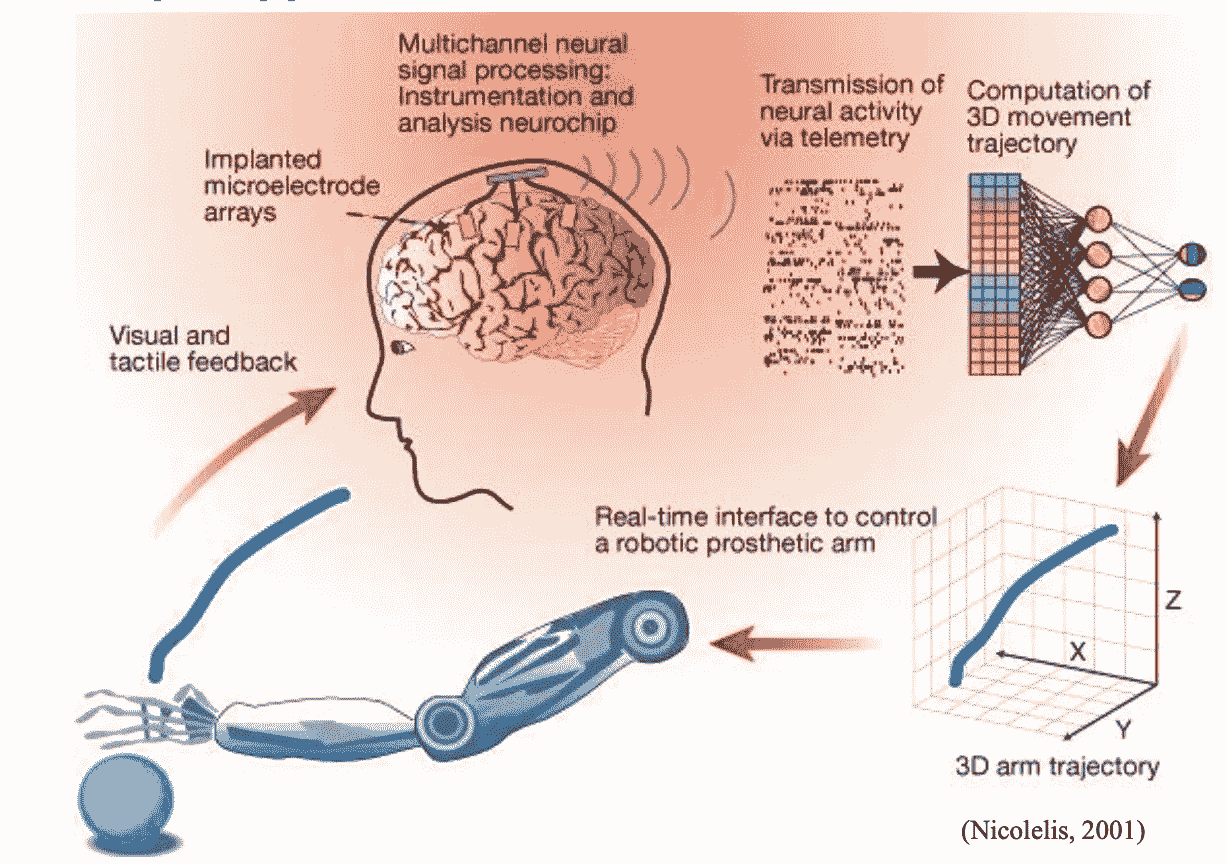 Multichannel neural
signal processing:
Instrumentation and
analysis neurochip
Implanted
microelectrode
arrays
Transmission of
neural activity
via telemetry
Computation of
3D movement
trajectory
Visual and
tactile feedback
Real-time interface to control
a robotic prosthetic arm
Z
X
Y
3D arm trajectory
(Nicolelis, 2001)